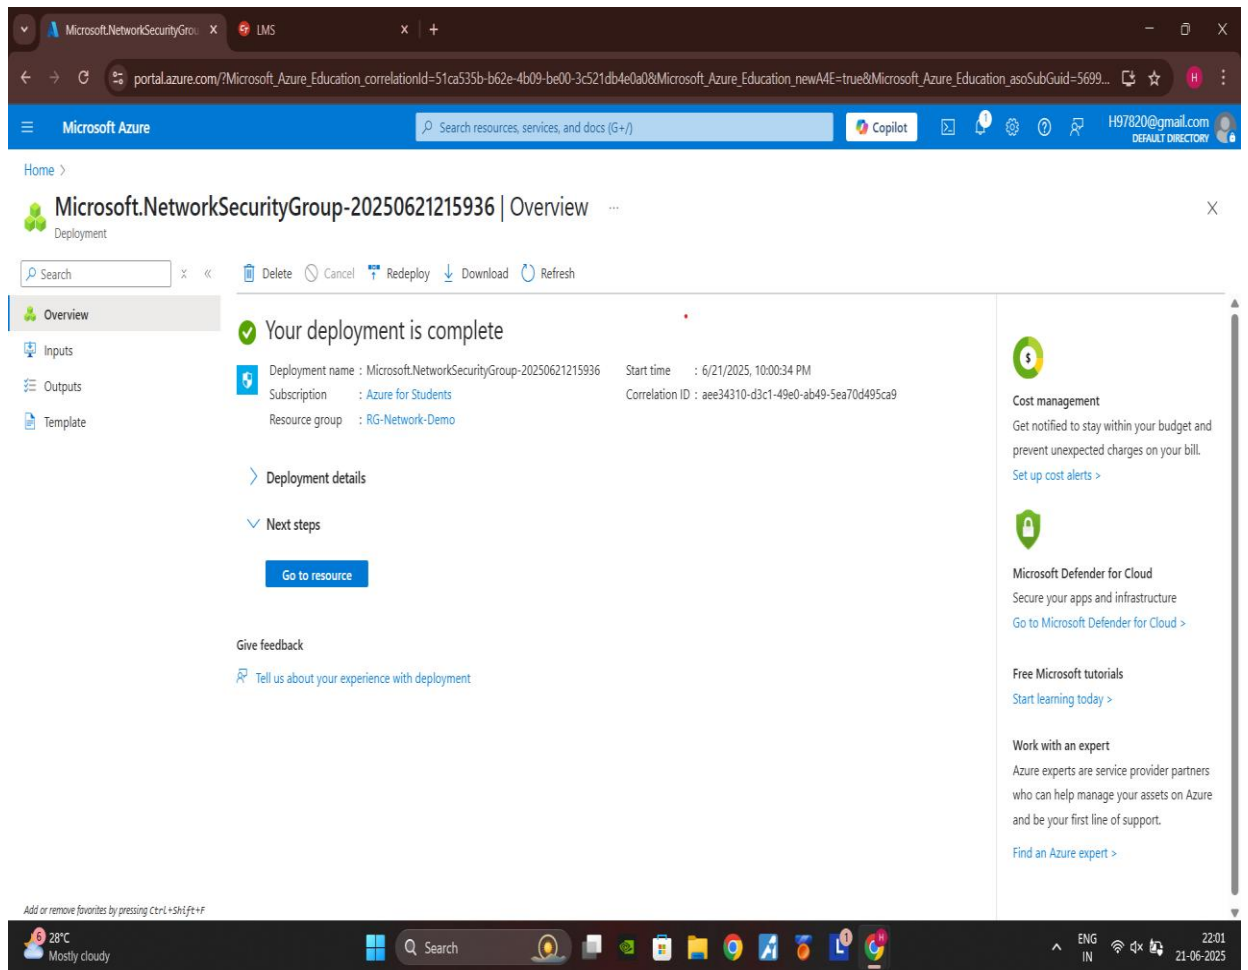 Microsoft.NetworkSecurityGrou X
LMS X +
portal.azure.com/?Microsoft_Azure_Education_correlationId=51ca535b-b62e-4b09-be00-3c521db4e0a0&Microsoft_Azure_Education_newA4E=true&Microsoft_Azure_Education_asoSubGuid=5699...
H
Microsoft Azure
Search resources, services, and docs (G+/)
Copilot
1
H97820@gmail.com
DEFAULT DIRECTORY
Home >
Microsoft.NetworkSecurityGroup-20250621215936 | Overview ...
Deployment
Search
Delete Cancel Redeploy Download Refresh
Overview
Inputs
Outputs
Template
Your deployment is complete
Deployment name : Microsoft.NetworkSecurityGroup-20250621215936
Subscription : Azure for Students
Resource group : RG-Network-Demo
Start time : 6/21/2025, 10:00:34 PM
Correlation ID : aee34310-d3c1-49e0-ab49-5ea70d495ca9
Deployment details
Next steps
Go to resource
Give feedback
Tell us about your experience with deployment
Cost management
Get notified to stay within your budget and
prevent unexpected charges on your bill.
Set up cost alerts >
Microsoft Defender for Cloud
Secure your apps and infrastructure
Go to Microsoft Defender for Cloud >
Free Microsoft tutorials
Start learning today >
Work with an expert
Azure experts are service provider partners
who can help manage your assets on Azure
and be your first line of support.
Find an Azure expert >
Add or remove favorites by pressing Ctrl+Shift+F
6
28°C
Mostly cloudy
Search
1
ENG
IN
22:01
21-06-2025